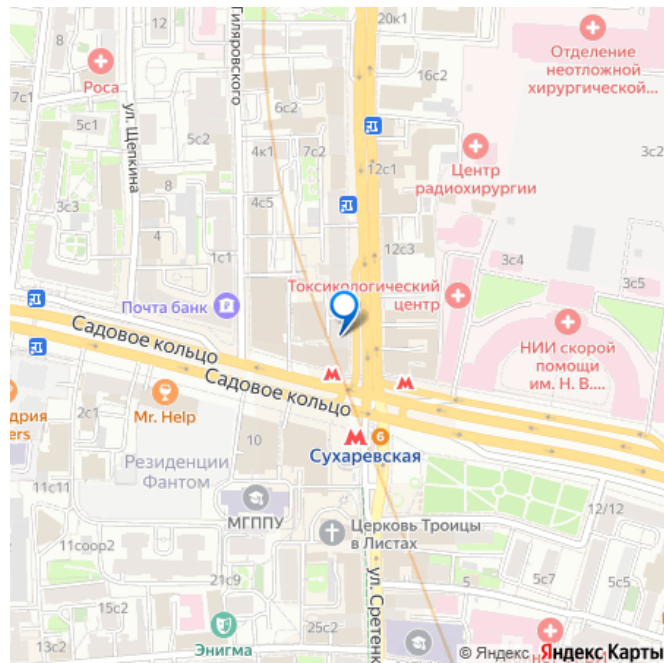 20к1
8
Роса
7с1
5с1
ул. Щепкина
Гиляровского
6с2
16с2
Отделение
неотложной
хирургической...
3с2
5с2
4к1
7с2
12с1
Центр
радиохирургии
8
3с3
4
4с5
1с1
12с3
3с4
3с5
Токсикологический
центр
Почта банк
НИИ скорой
помощи
им. Н. В....
Садовое кольцо
Садовое кольцо
дрия
ers
2с1
Mr. Help
10
6
Сухаревская
Резиденции
Фантом
11с11
МГППУ
12/12
Церковь Троицы
в Листах
11соор2
21с9
5
5с7
5с5
15с2
ул. Сретенк
13с2
Энигма
25с2
© Яндекс Яндекс Карты